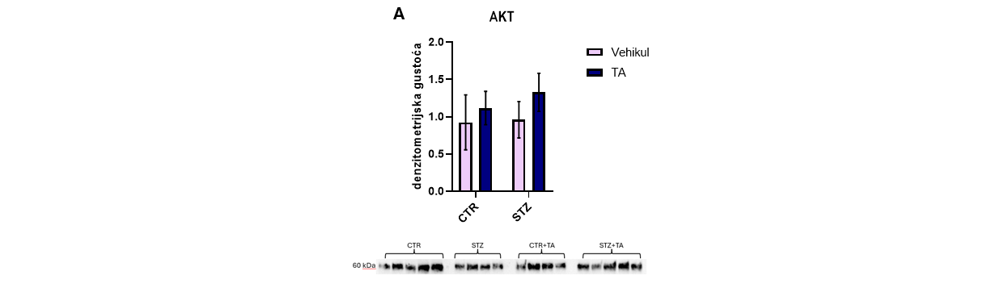 A
AKT
denzitometrijska gustoća
2.0
1.5
1.0
0.5
0.0
CTR
STZ
Vehikul
TA
CTR
STZ
CTR+TA
STZ+TA
60 kDa